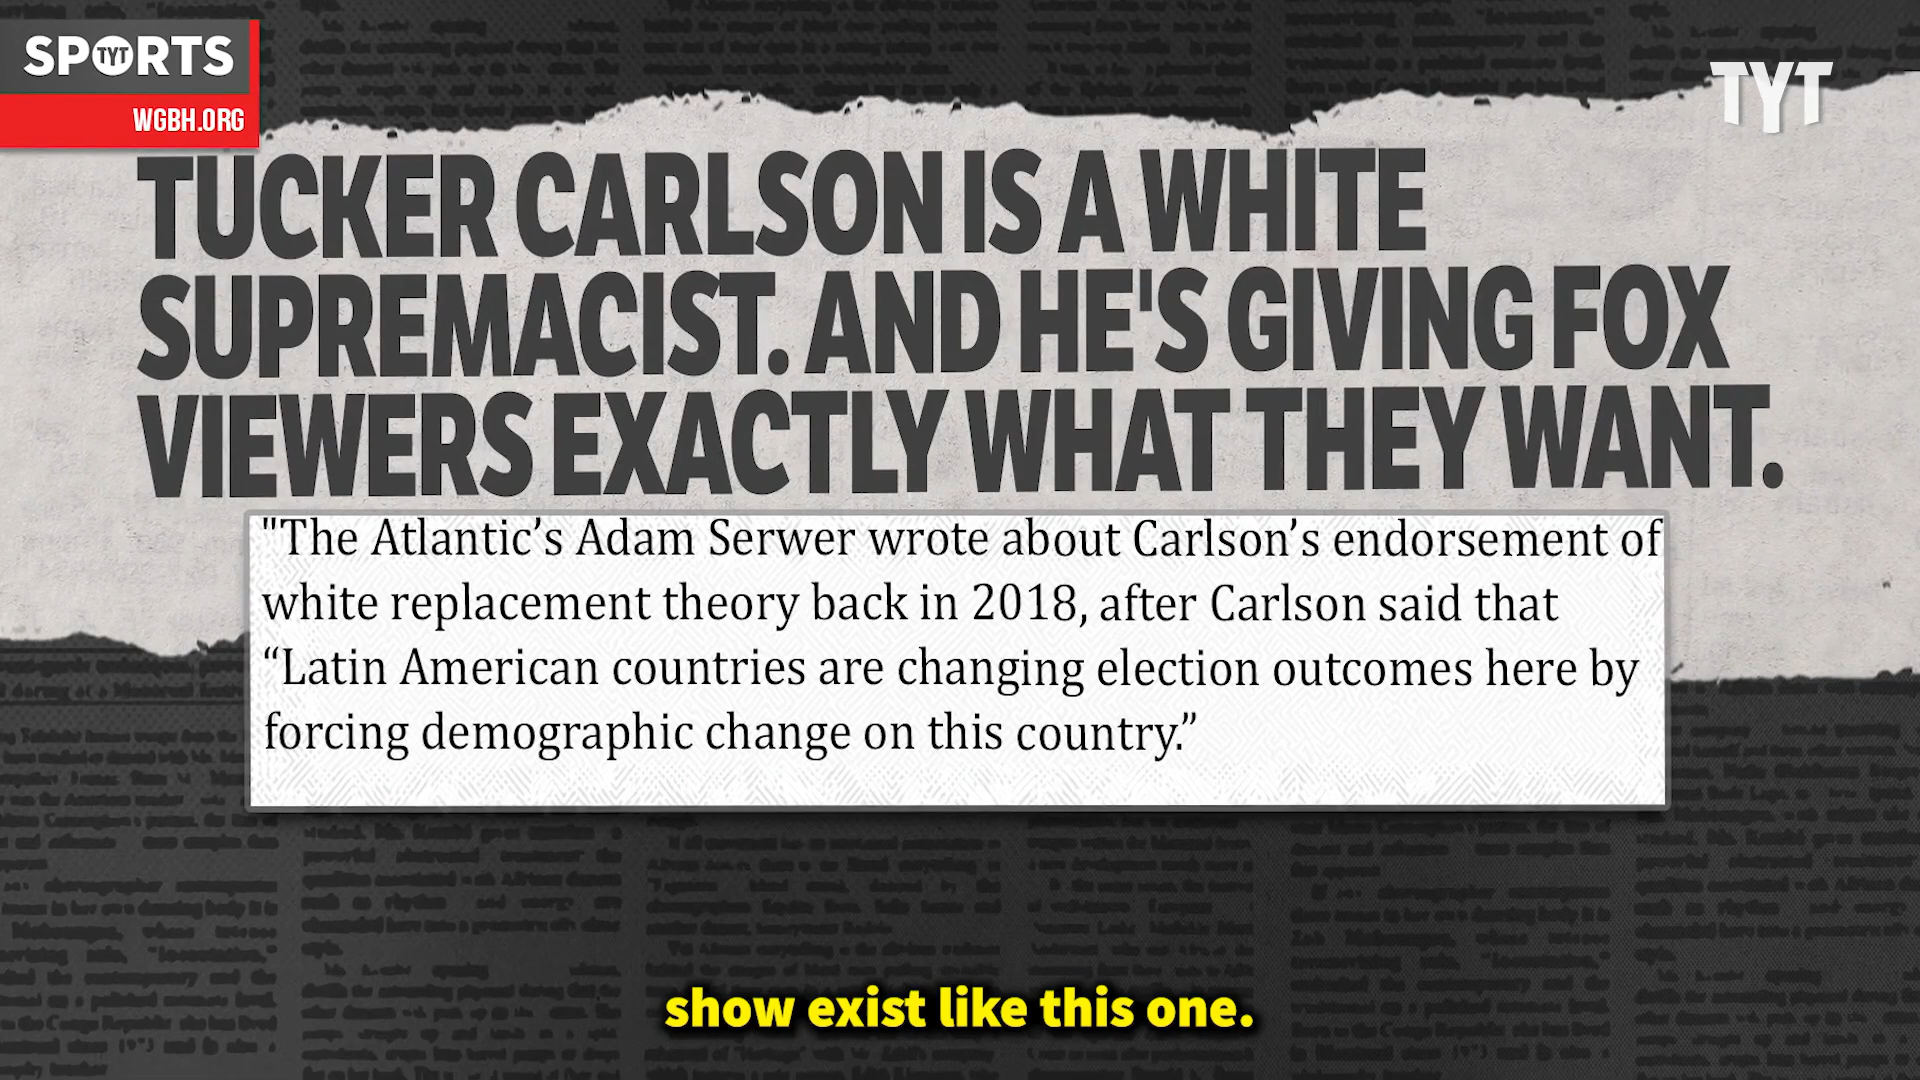 SPORTS
TYT
WGBH.ORG
TYT
TUCKER CARLSON IS A WHITE
SUPREMACIST. AND HE'S GIVING FOX
VIEWERS EXACTLY WHAT THEY WANT.
"The Atlantic’s Adam Serwer wrote about Carlson’s endorsement of
white replacement theory back in 2018, after Carlson said that
“Latin American countries are changing election outcomes here by
forcing demographic change on this country.”
show exist like this one.